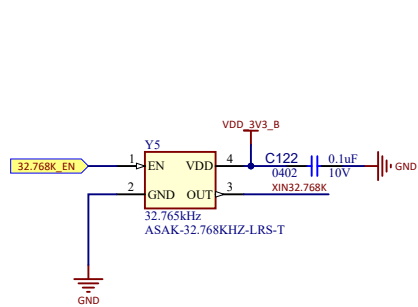 VDD_3V3_B
Y5
32.768K_EN
1
EN
VDD
4
C122
0.1uF
GND
0402
10V
2
GND
OUT
3
XIN32.768K
32.765kHz
ASAK-32.768KHZ-LRS-T
GND